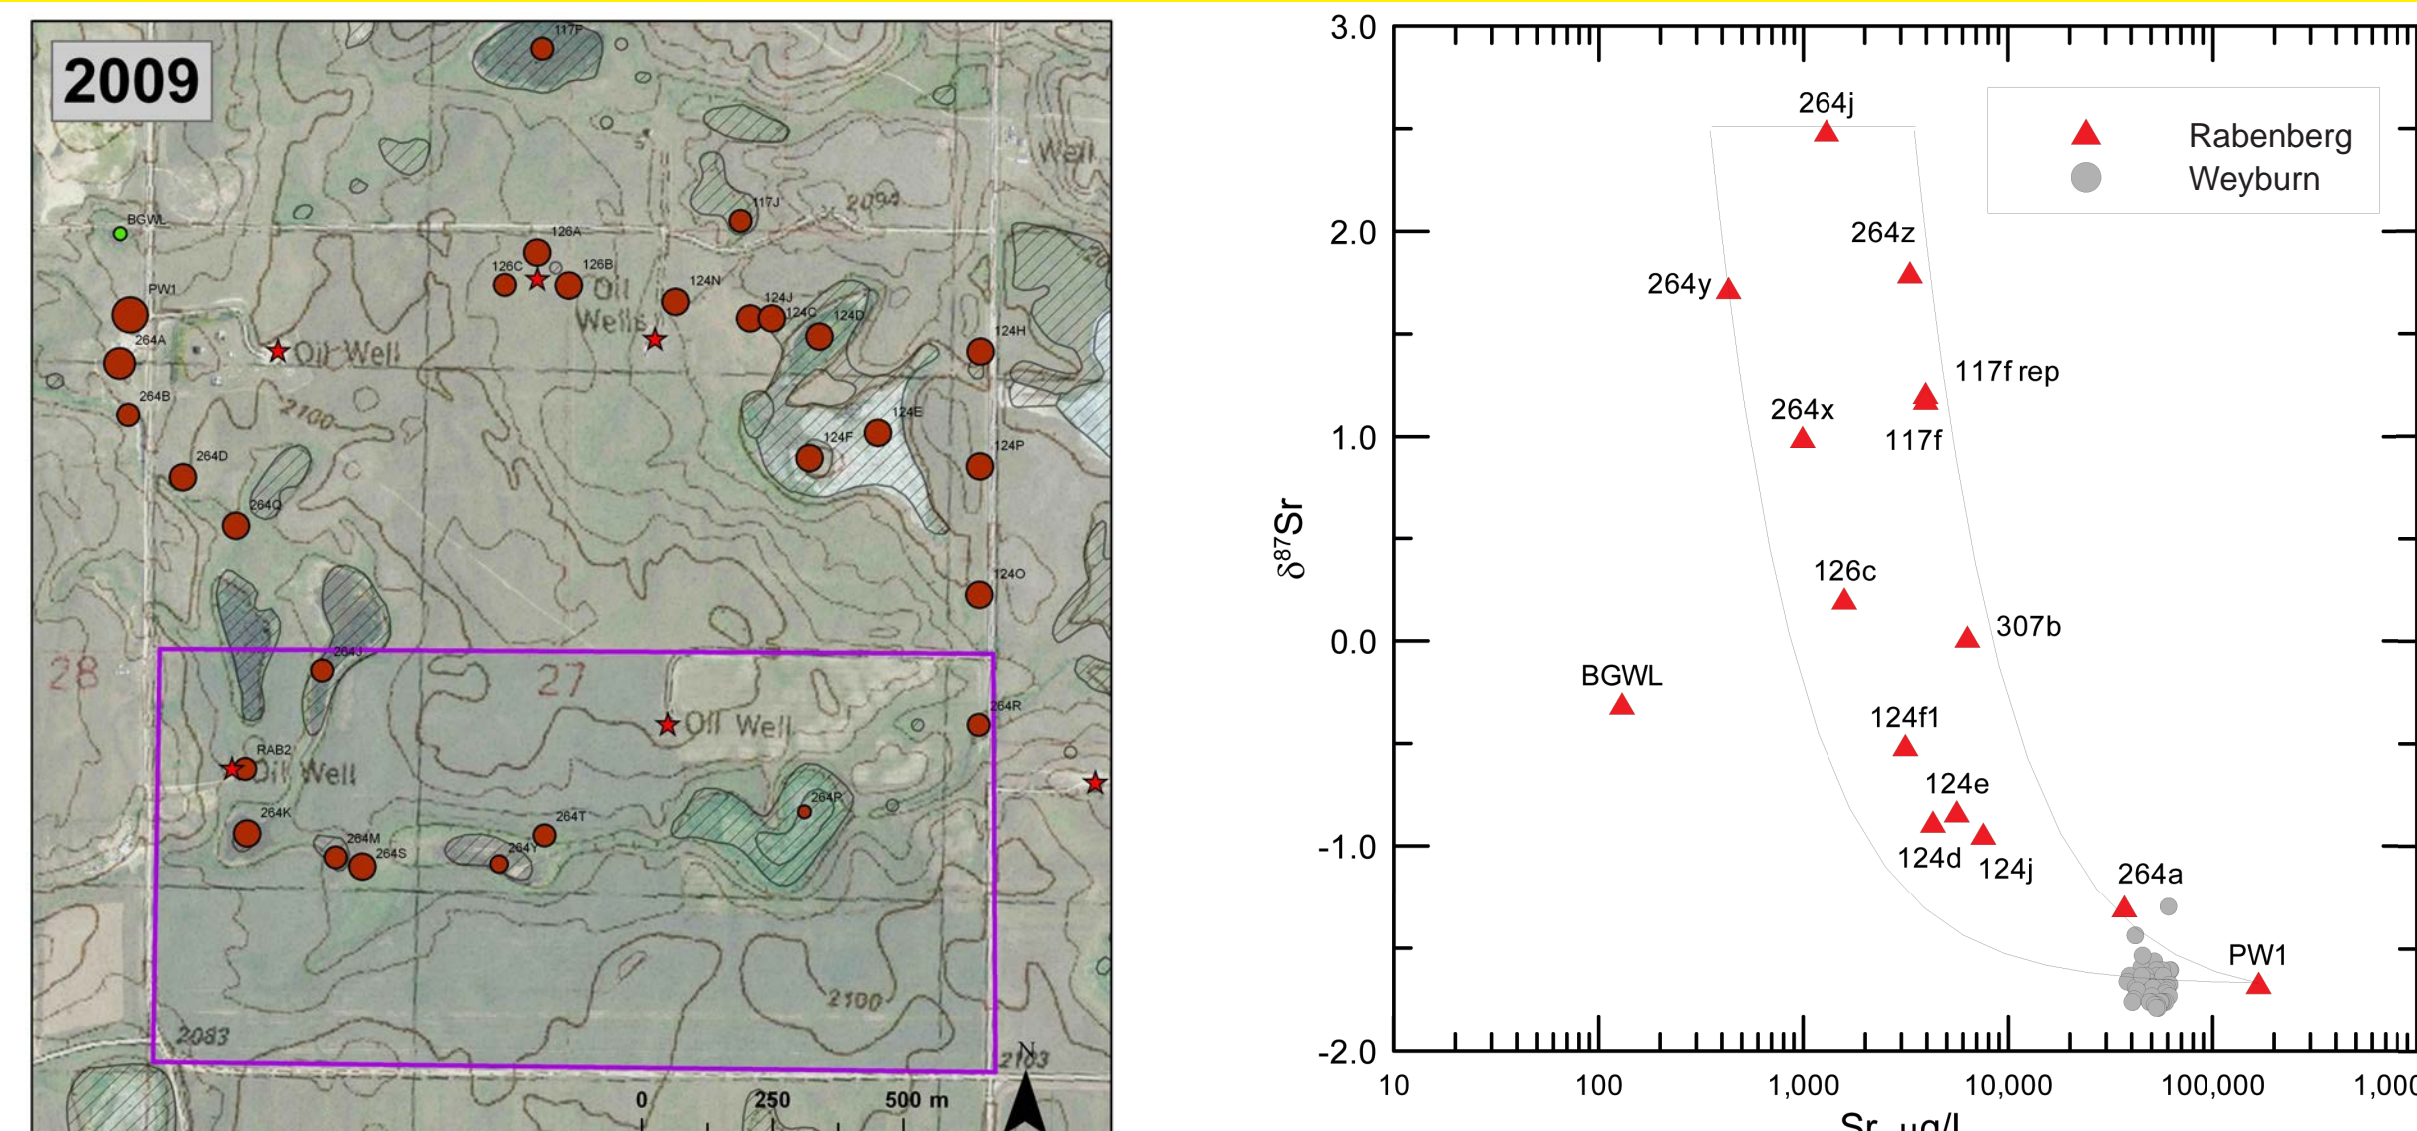 2009
117F
Well
117J
2094
BGWL
126A
126C
126B
Oil
Wells
124N
PW1
124J
124C
124D
124H
264A
Oil Well
264B
2100
124E
264D
124F
124P
264Q
124O
28
264J
27
264R
Oil Well
RAB2
Oil Well
264P
264K
264T
264M
264S
264Y
2100
2083
N
2103
0 250 500 m
3.0
2.0
1.0
0.0
-1.0
-2.0
δ87Sr
264j
Rabenberg
Weyburn
264z
264y
117f rep
264x
117f
126c
307b
BGWL
124f1
124e
124d
124j
264a
PW1
10 100 1,000 10,000 100,000